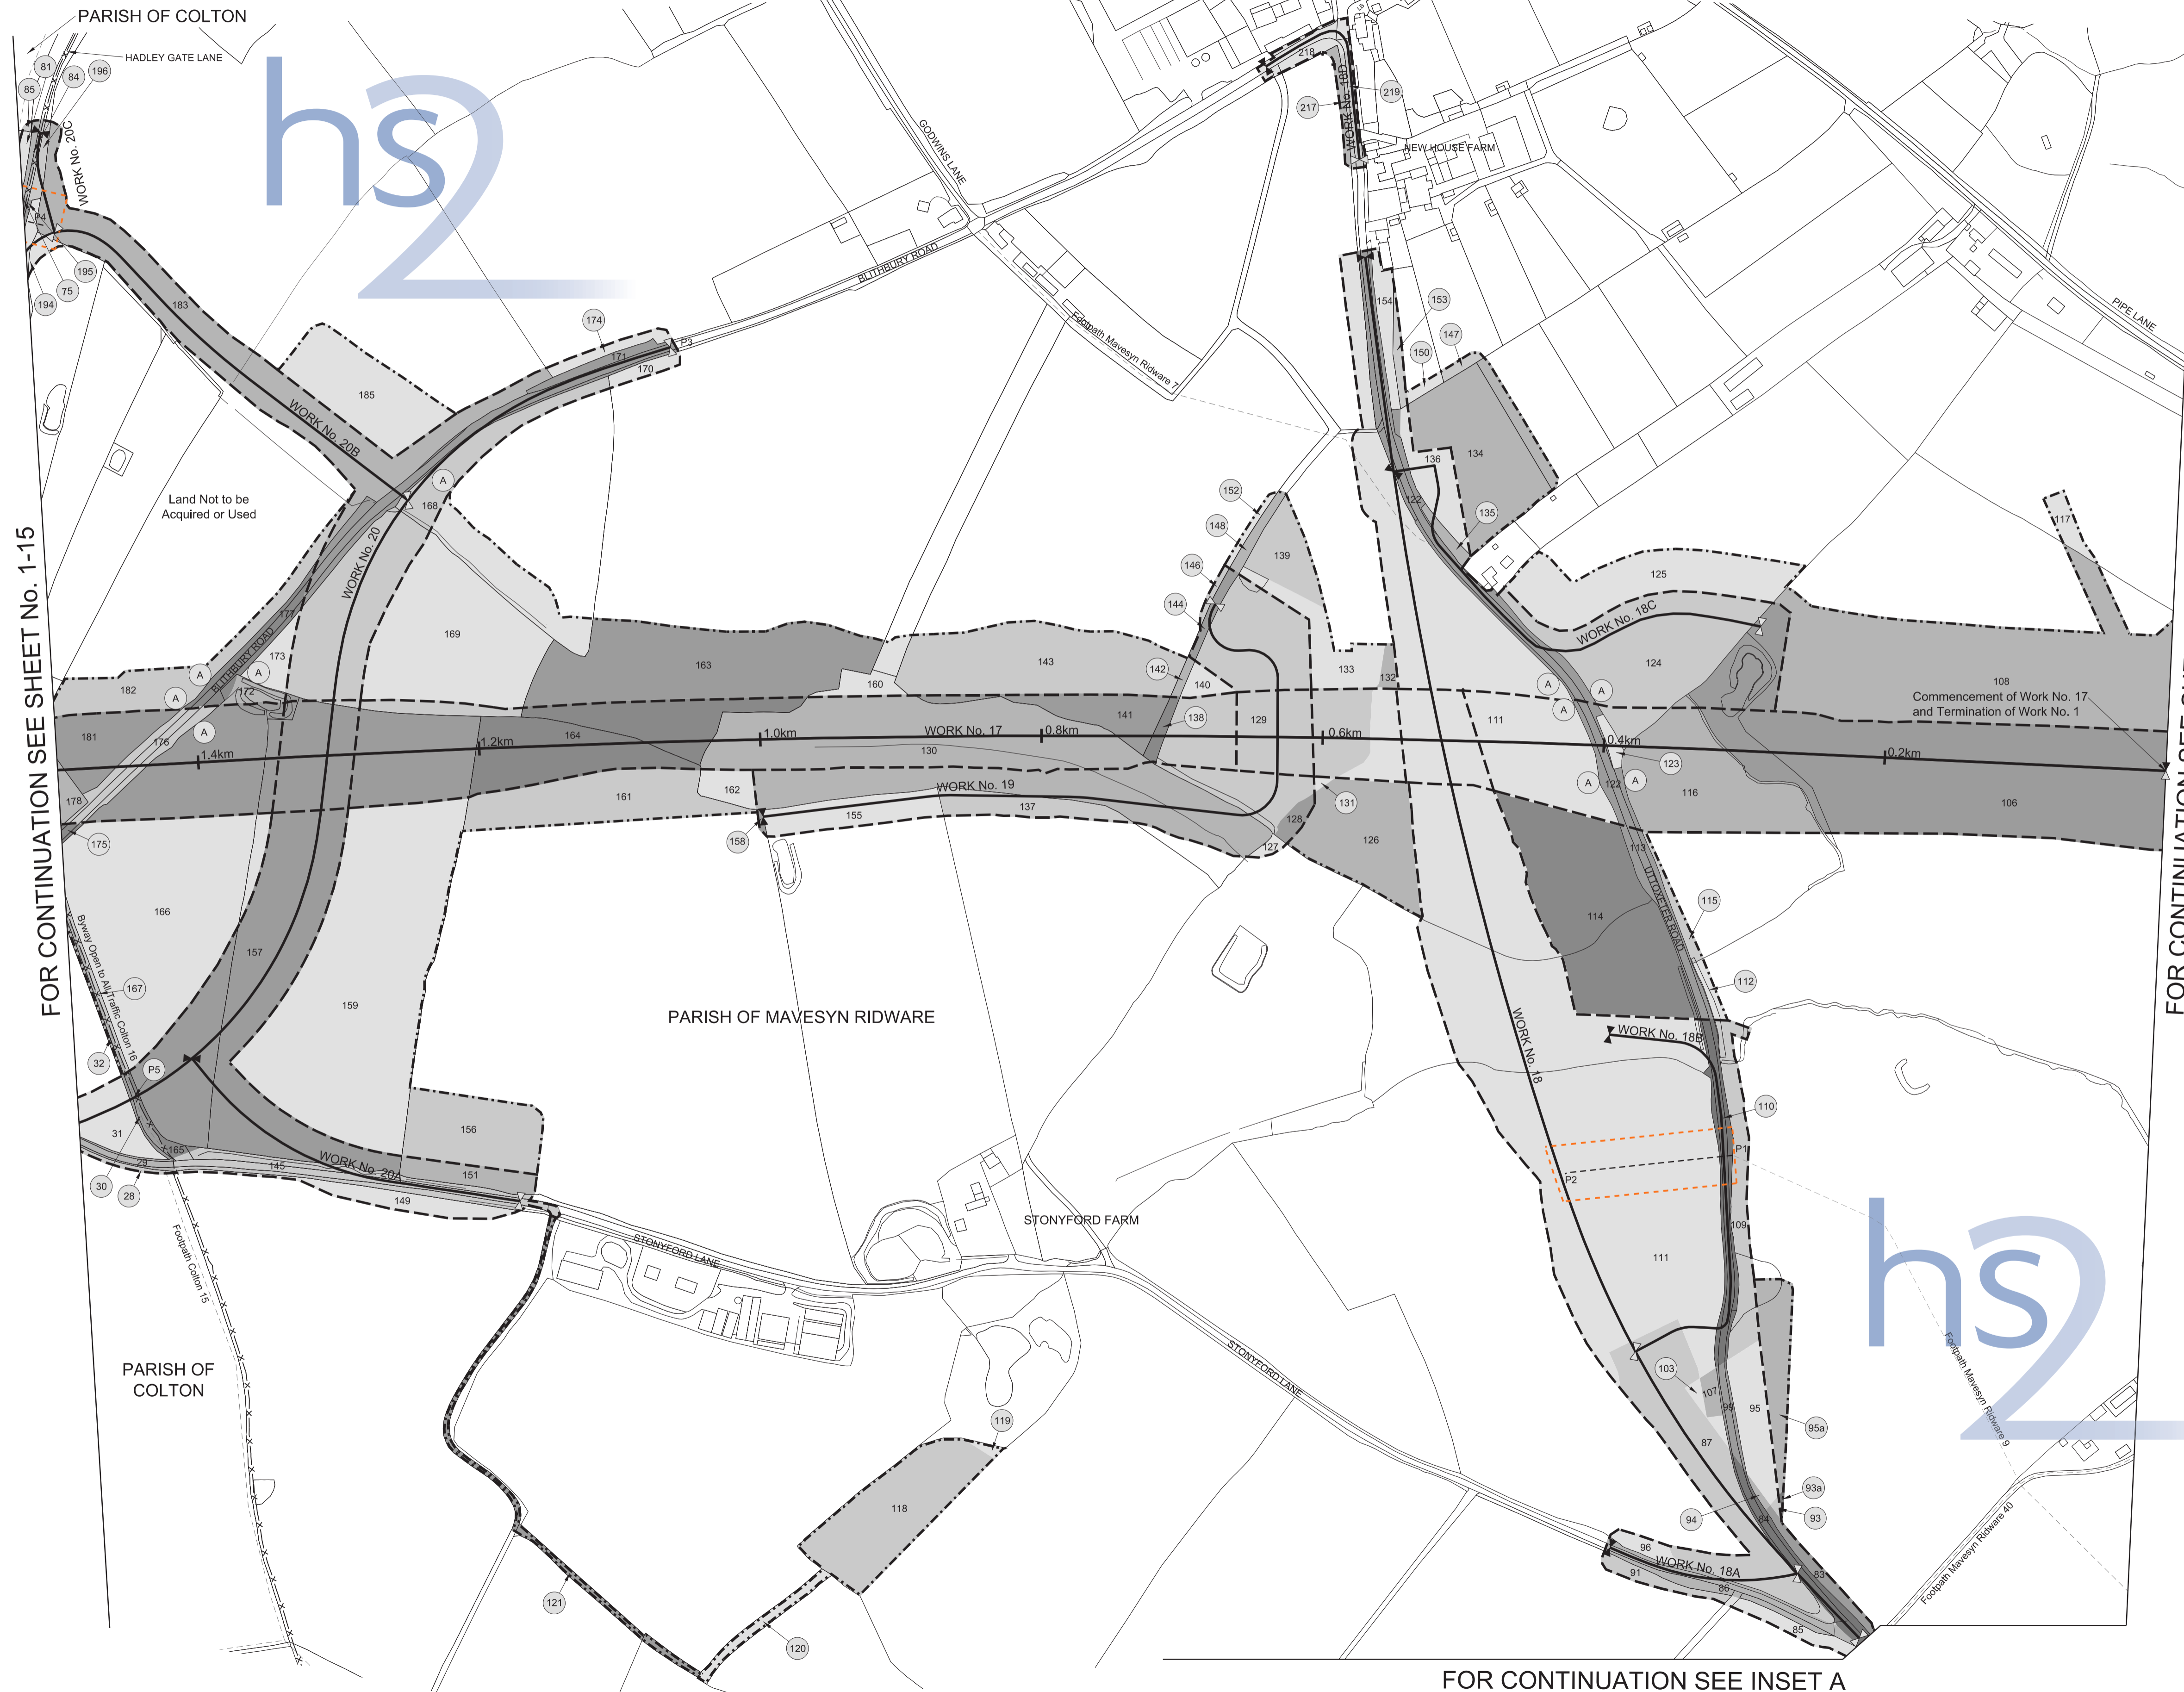 PARISH OF COLTON
HADLEY GATE LANE
81
84
196
85
WORK No. 20C
P4
195
75
194
hs2
183
185
174
171
170
P3
WORK No. 20B
Land Not to be
Acquired or Used
A
168
WORK No. 20
BLITHBURY ROAD
GODWINS LANE
Footpath Mavesyn Ridware 7
218
217
219
WORK No. 18D
LB
NEW HOUSE FARM
PIPE LANE
154
153
150
147
134
136
122
135
152
148
146
144
139
142
140
138
133
132
129
125
WORK No. 18C
124
117
108
Commencement of Work No. 17
and Termination of Work No. 1
FOR CONTINUATION SEE SHEET No. 1-15
177
BLITHBURY ROAD
173
172
A
A
A
A
182
181
176
178
175
169
163
143
160
141
164
1.4km
1.2km
1.0km
WORK No. 17
0.8km
0.6km
0.4km
0.2km
130
111
A
A
A
A
A
123
122
116
106
161
162
WORK No. 19
155
137
158
131
128
127
126
113
114
UTTOXETER ROAD
115
112
166
157
159
Byway Open to All Traffic Colton 16
167
32
P5
31
30
29
28
165
145
WORK No. 20A
149
151
156
PARISH OF MAVESYN RIDWARE
WORK No. 18
WORK No. 18B
110
P1
P2
109
111
STONYFORD FARM
STONYFORD LANE
Footpath Colton 15
PARISH OF
COLTON
STONYFORD LANE
hs2
103
107
99
95
95a
87
94
84
93a
93
Footpath Mavesyn Ridware 9
Footpath Mavesyn Ridware 40
96
WORK No. 18A
91
86
83
85
119
118
121
120
FOR CONTINUATION SEE INSET A
FOR CONTINUATION SEE